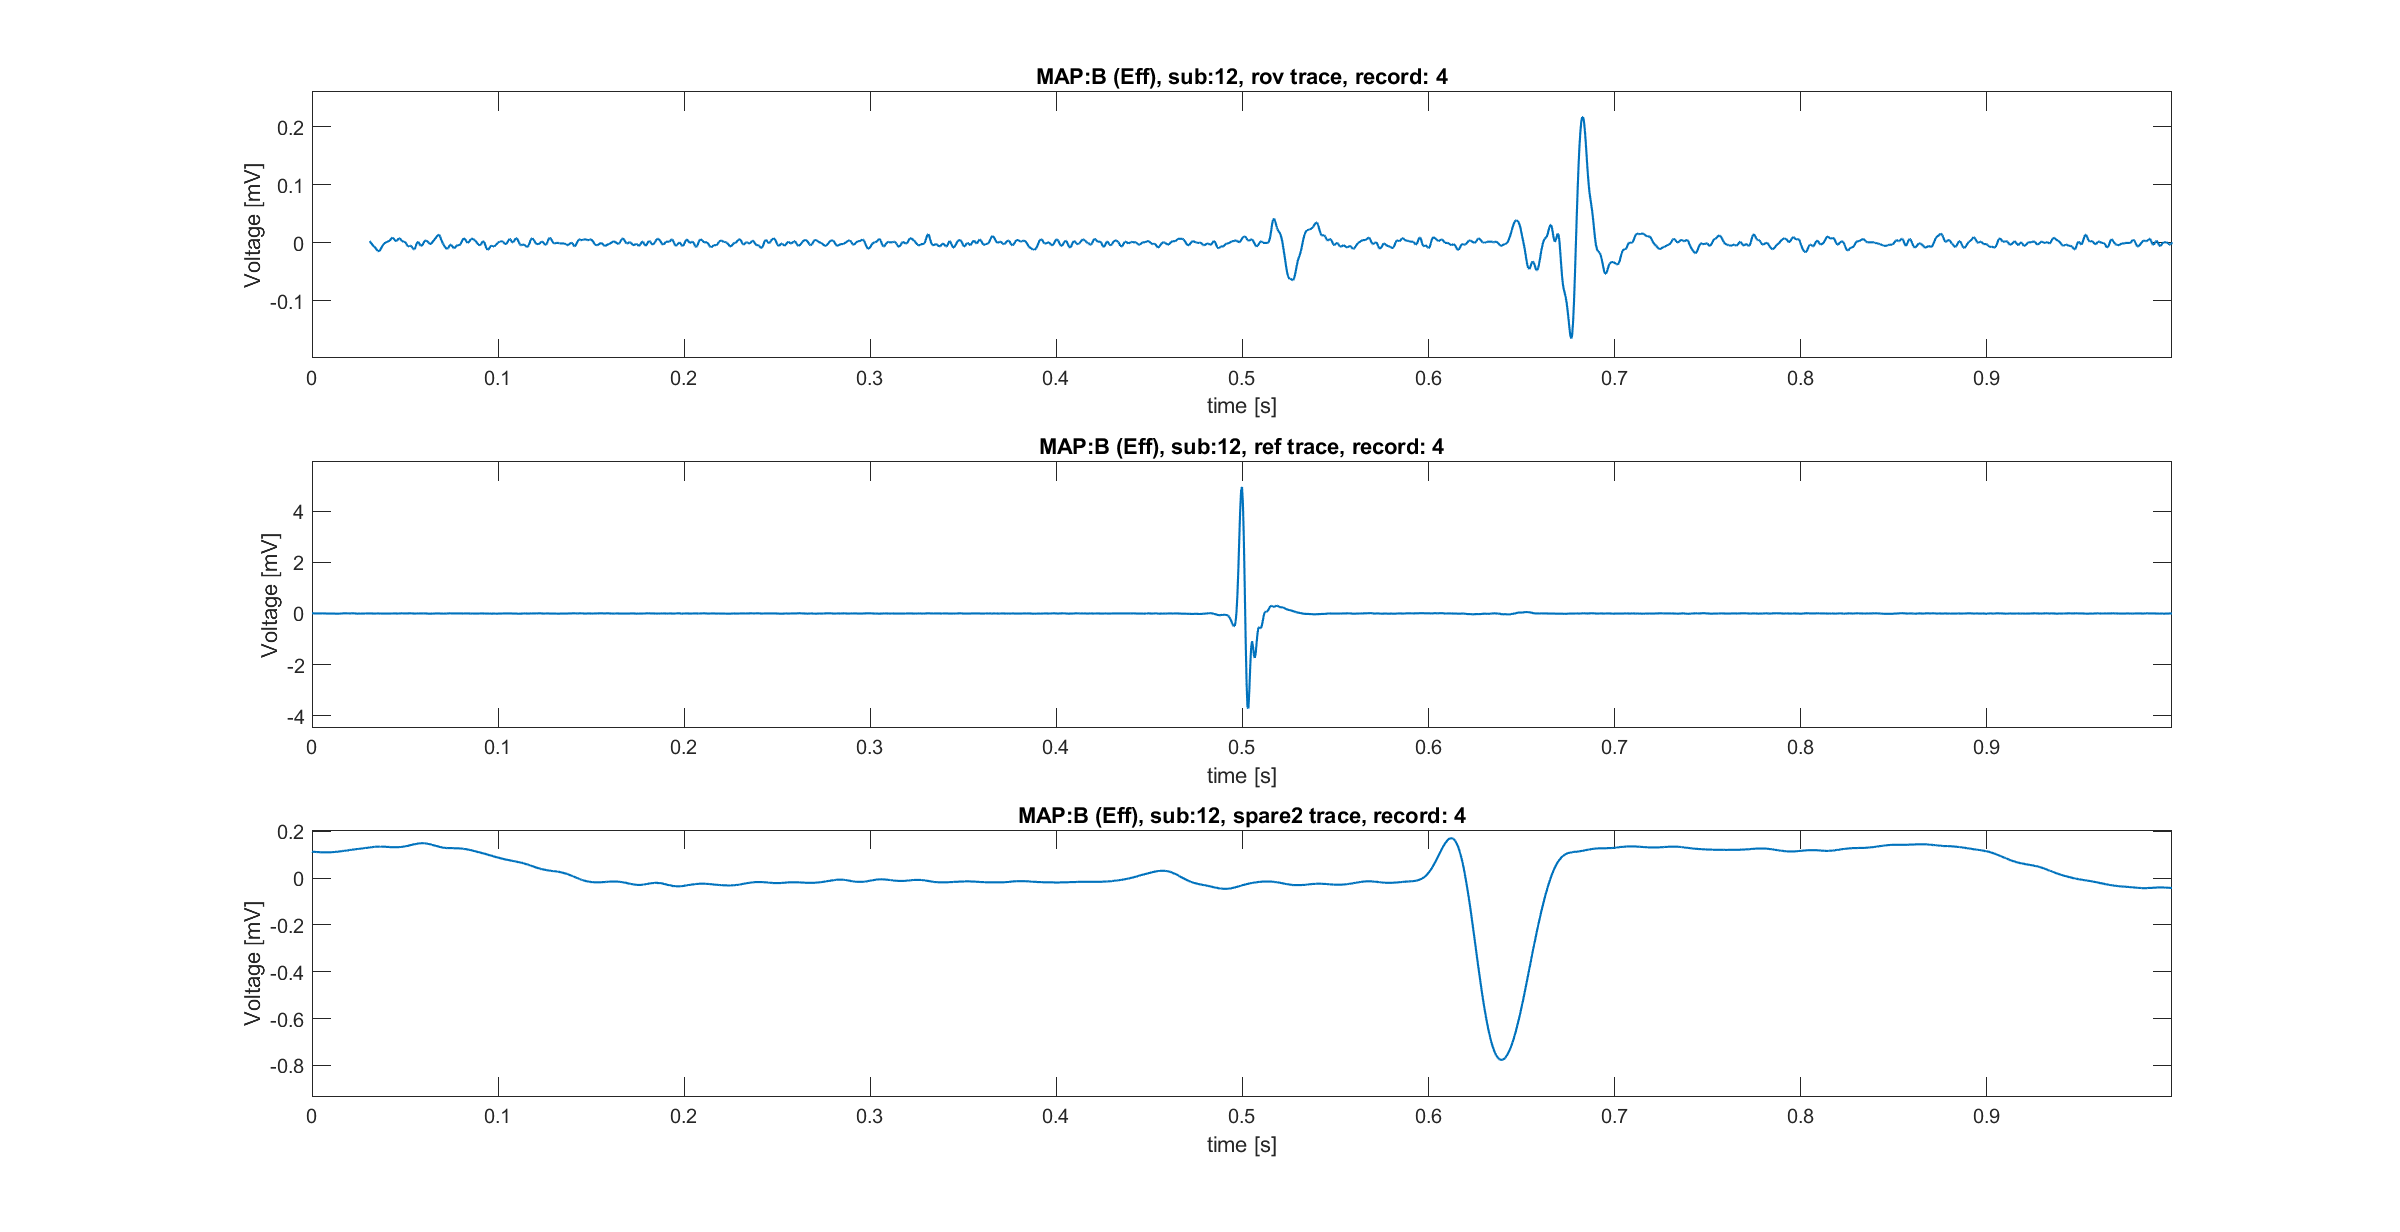 MAP:B (Eff), sub:12, rov trace, record: 4
0.2
0.1
0
-0.1
Voltage [mV]
0 0.1 0.2 0.3 0.4 0.5 0.6 0.7 0.8 0.9
time [s]
MAP:B (Eff), sub:12, ref trace, record: 4
4
2
0
-2
-4
Voltage [mV]
0 0.1 0.2 0.3 0.4 0.5 0.6 0.7 0.8 0.9
time [s]
MAP:B (Eff), sub:12, spare2 trace, record: 4
0.2
0
-0.2
-0.4
-0.6
-0.8
Voltage [mV]
0 0.1 0.2 0.3 0.4 0.5 0.6 0.7 0.8 0.9
time [s]